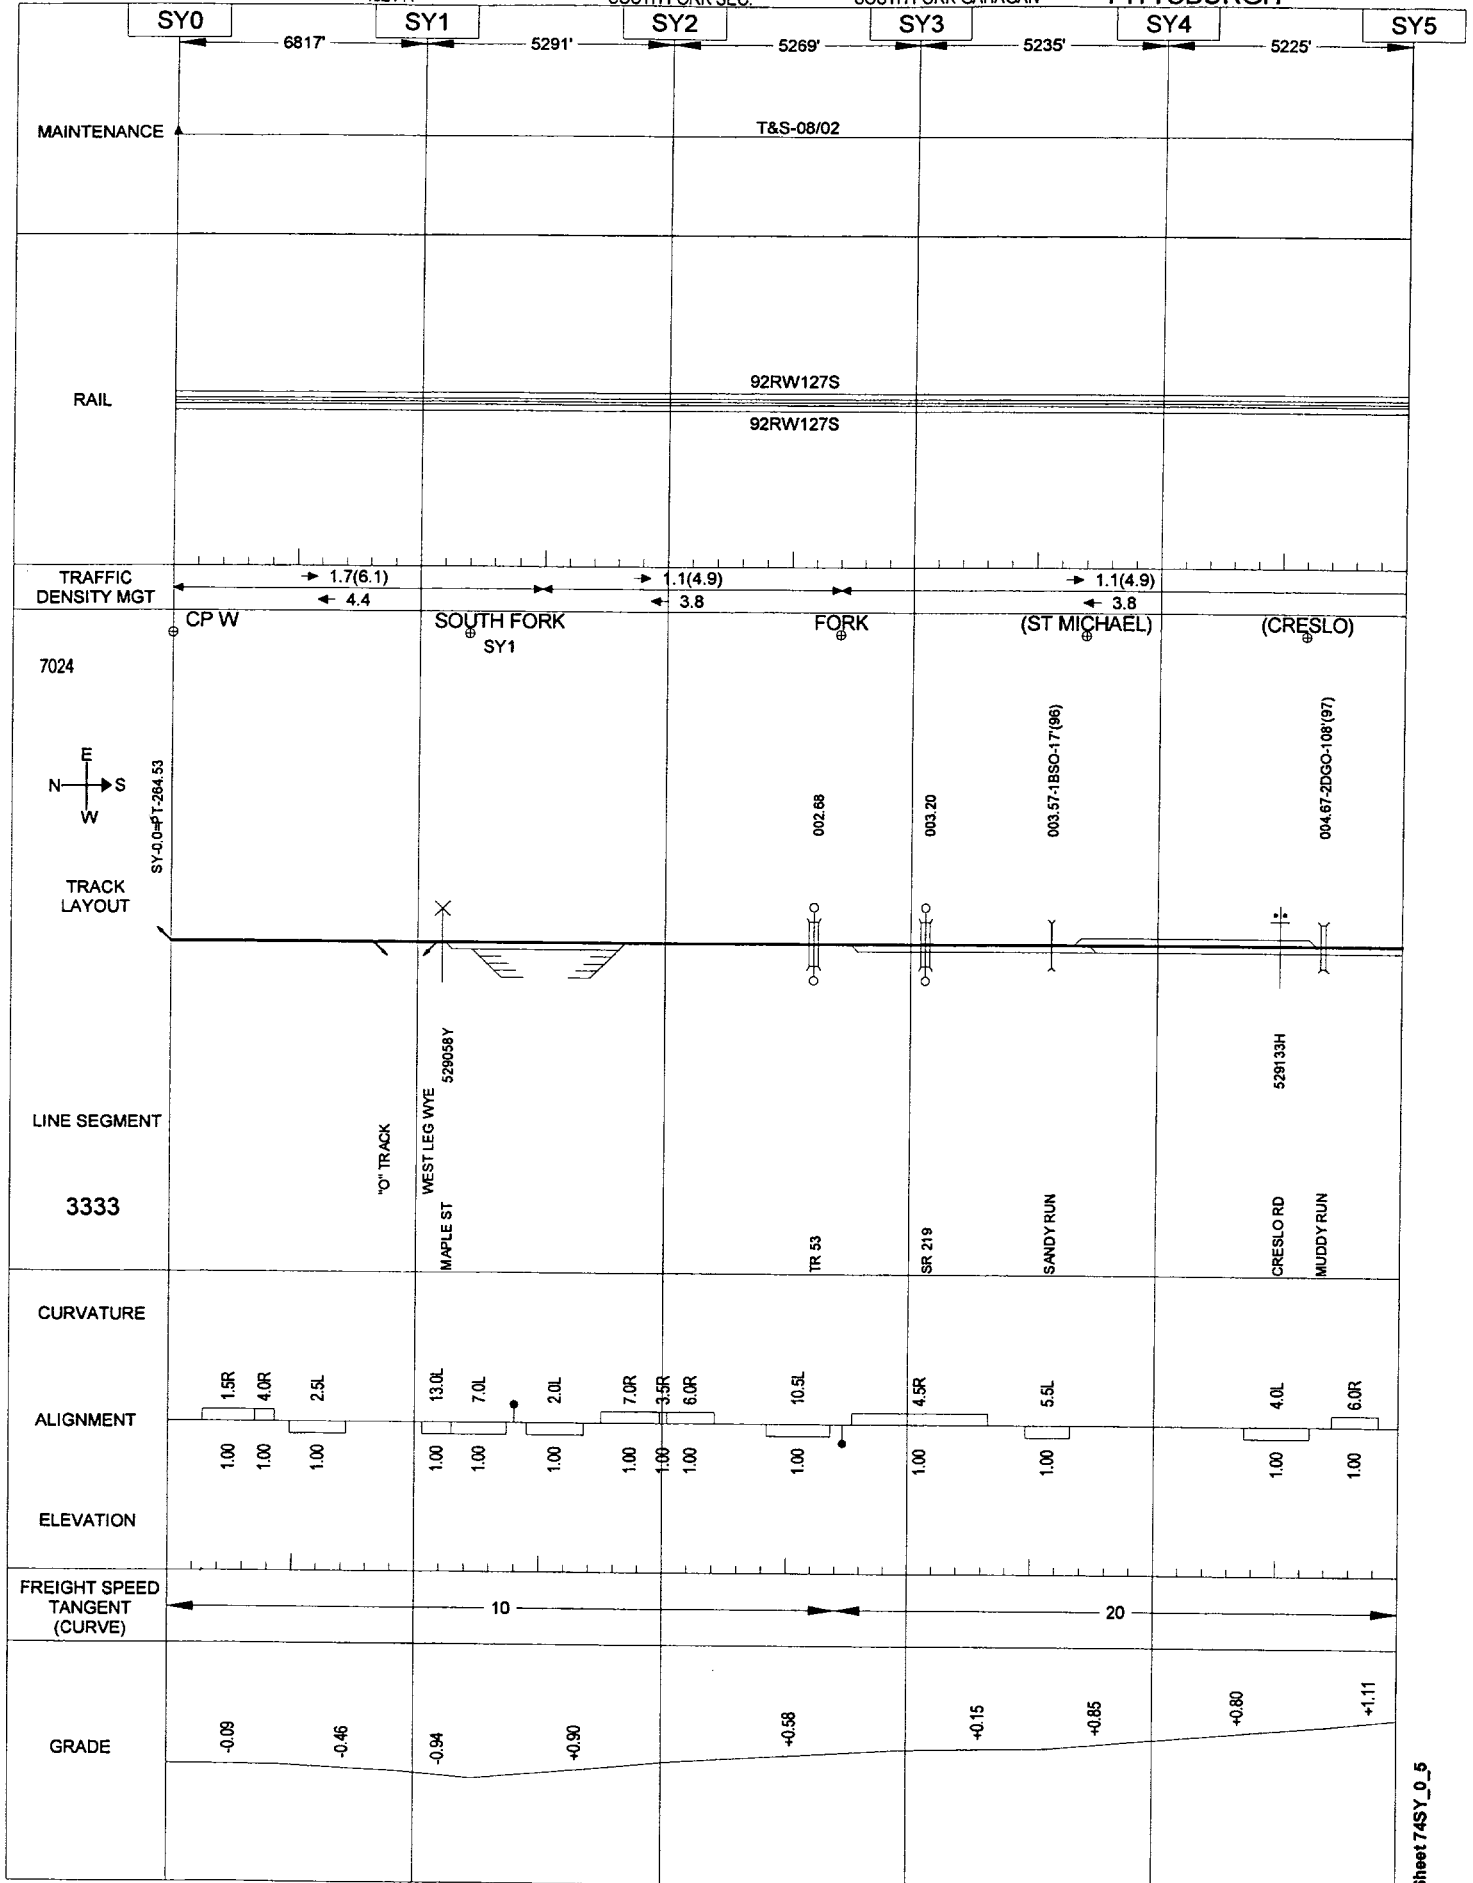 PITTSBURGH
SY0 SY1 SY2 SY3 SY4 SY5
6817' 5291' 5269' 5235' 5225'
MAINTENANCE
T&S-08/02
RAIL
92RW127S
92RW127S
TRAFFIC
DENSITY MGT
1.7(6.1) 1.1(4.9) 1.1(4.9)
4.4 3.8 3.8
CP W SOUTH FORK FORK (ST MICHAEL) (CRESLO)
SY1
7024
E
N S
W
SY-0.0=PT-264.53
002.68
003.20
003.57-1BSO-17'(96)
004.67-2DGO-108'(97)
TRACK
LAYOUT
LINE SEGMENT
3333
"O" TRACK
WEST LEG WYE
MAPLE ST 529058Y
TR 53
SR 219
SANDY RUN
CRESLO RD 529133H
MUDDY RUN
CURVATURE
ALIGNMENT
1.5R 4.0R 2.5L 13.0L 7.0L 2.0L 7.0R 3.5R 6.0R 10.5L 4.5R 5.5L 4.0L 6.0R
1.00 1.00 1.00 1.00 1.00 1.00 1.00 1.00 1.00 1.00 1.00 1.00 1.00 1.00
ELEVATION
FREIGHT SPEED
TANGENT
(CURVE)
10 20
GRADE
-0.09 -0.46 -0.94 +0.90 +0.58 +0.15 +0.85 +0.80 +1.11
Sheet 74SY_0_5